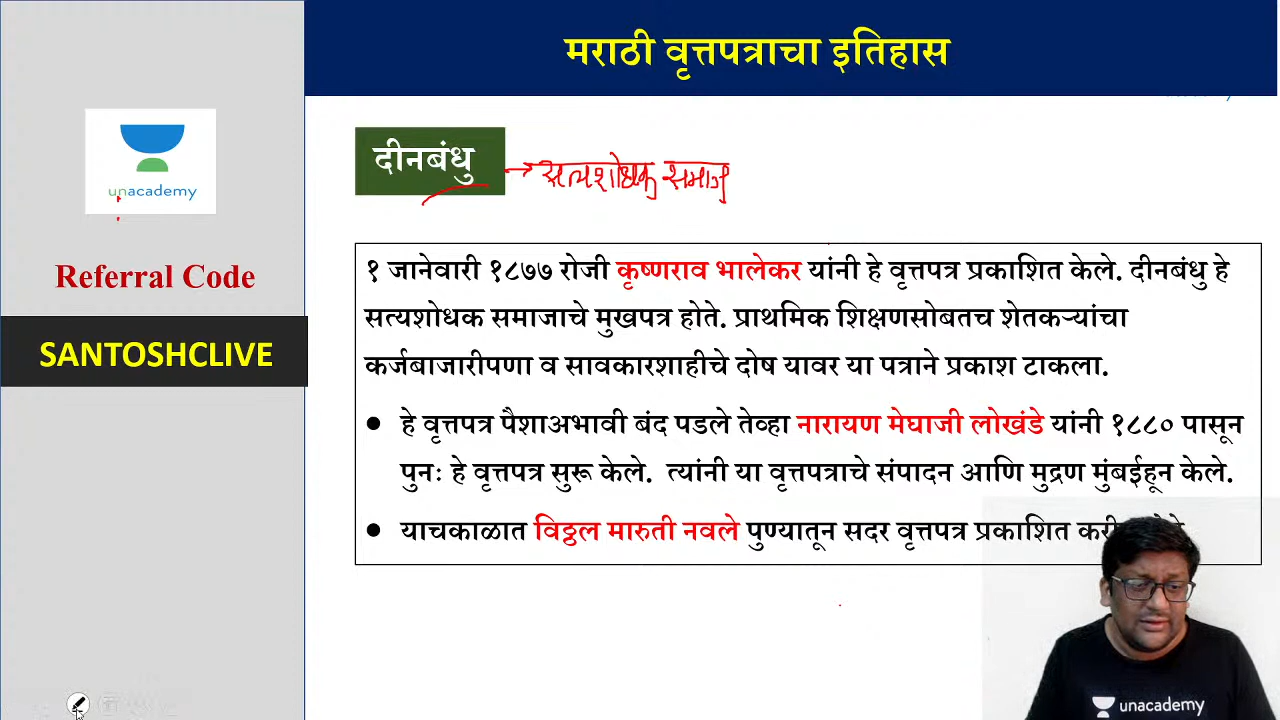 मराठी वृत्तपत्राचा इतिहास
unacademy
Referral Code
SANTOSHCLIVE
दीनबंधु
सत्यशोधक समाज
१ जानेवारी १८७७ रोजी कृष्णराव भालेकर यांनी हे वृत्तपत्र प्रकाशित केले. दीनबंधु हे
सत्यशोधक समाजाचे मुखपत्र होते. प्राथमिक शिक्षणसोबतच शेतकऱ्यांचा
कर्जबाजारीपणा व सावकारशाहीचे दोष यावर या पत्राने प्रकाश टाकला.
• हे वृत्तपत्र पैशाअभावी बंद पडले तेव्हा नारायण मेघाजी लोखंडे यांनी १८८० पासून
पुनः हे वृत्तपत्र सुरू केले. त्यांनी या वृत्तपत्राचे संपादन आणि मुद्रण मुंबईहून केले.
• याचकाळात विठ्ठल मारुती नवले पुण्यातून सदर वृत्तपत्र प्रकाशित
unacademy